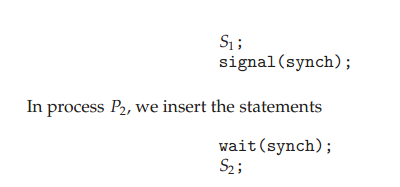 S₁;
signal(synch);
In process P₂, we insert the statements
wait(synch);
S₂;